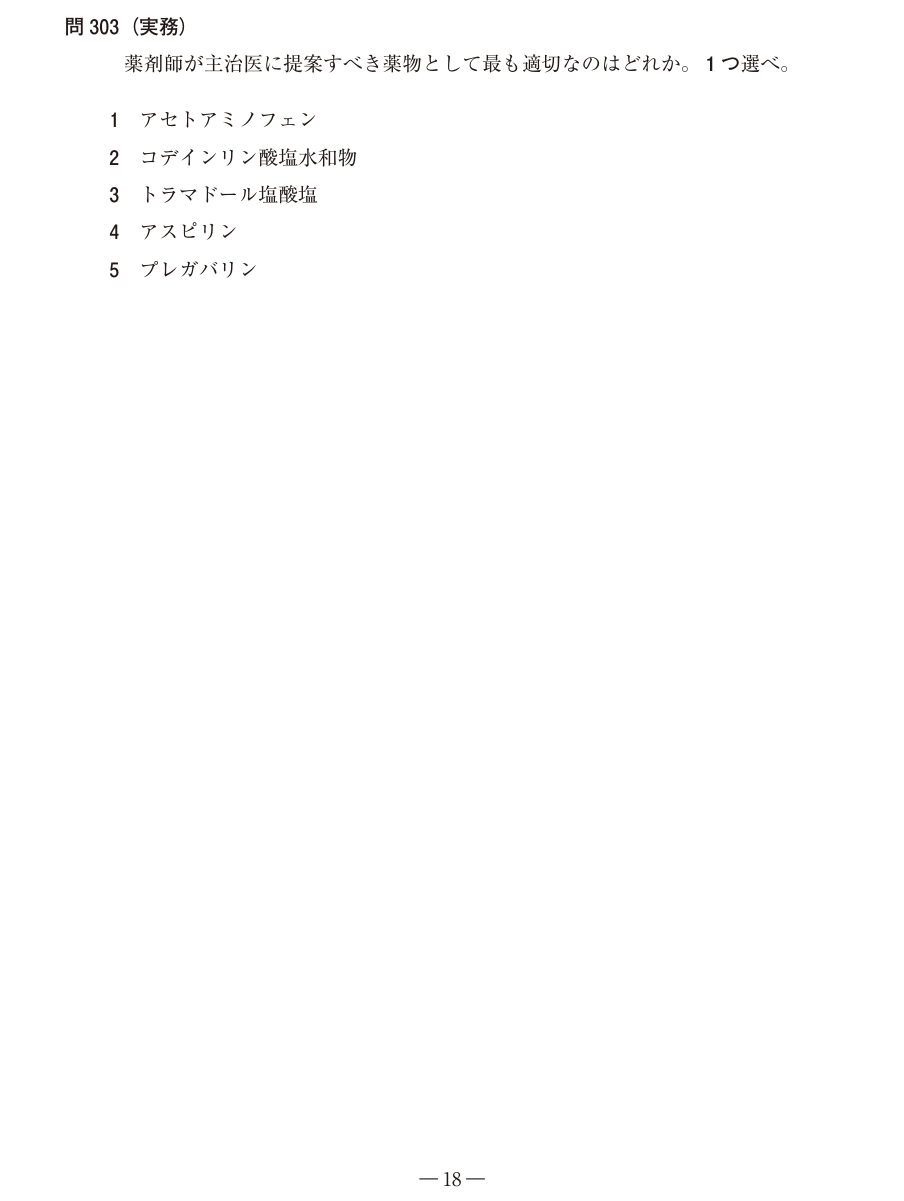 問 303（実務）
薬剤師が主治医に提案すべき薬物として最も適切なのはどれか。1つ選べ。
1 アセトアミノフェン
2 コデインリン酸塩水和物
3 トラマドール塩酸塩
4 アスピリン
5 プレガバリン
― 18 ―